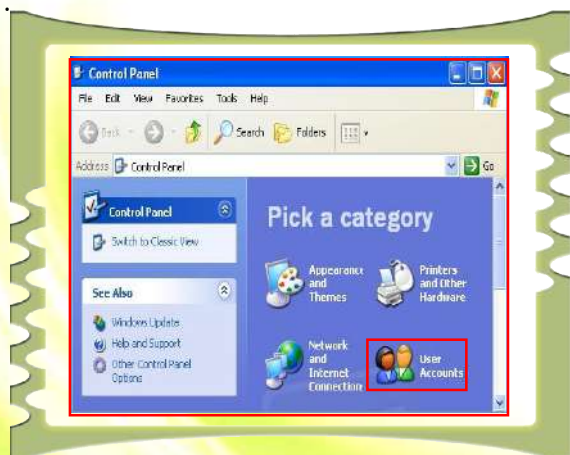 Control Panel
File Edit View Favorites Tools Help
Back Search Folders
Address Control Panel Go
Control Panel
Switch to Classic View
See Also
Windows Update
Help and Support
Other Control Panel
Options
Pick a category
Appearance
and
Themes
Printers
and Other
Hardware
Network
and
Internet
Connection
User
Accounts